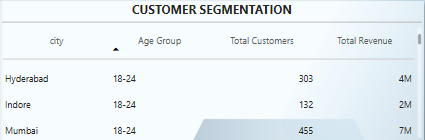 CUSTOMER SEGMENTATION
city Age Group Total Customers Total Revenue
Hyderabad 18-24 303 4M
Indore 18-24 132 2M
Mumbai 18-24 455 7M